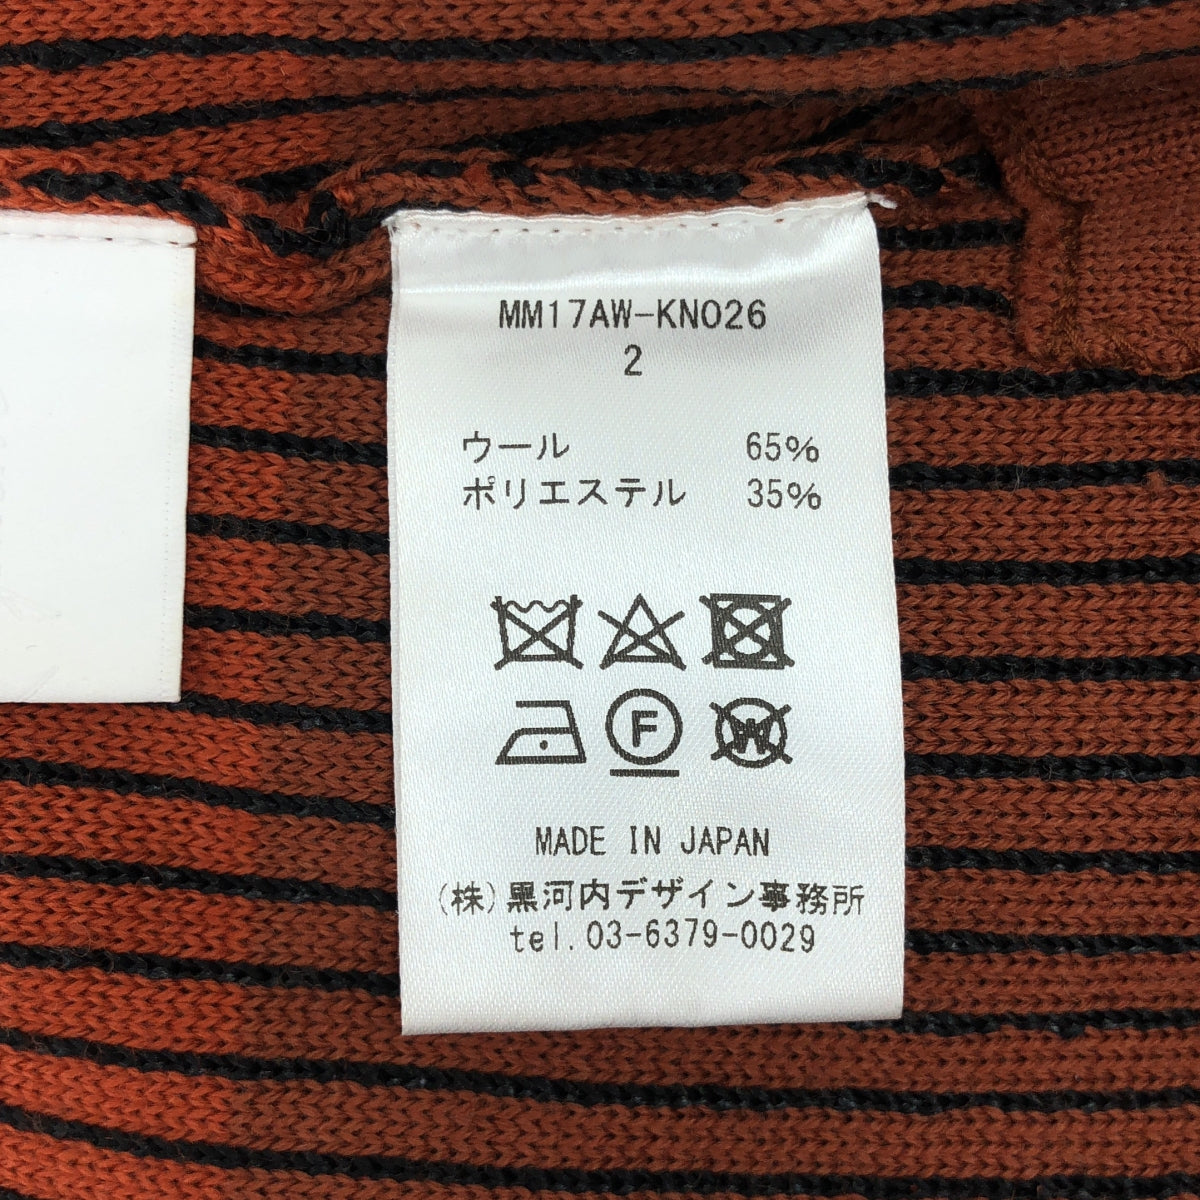 MM17AW-KN026
2
ウール 65%
ポリエステル 35%
F
W
MADE IN JAPAN
(株)黒河内デザイン事務所
tel.03-6379-0029